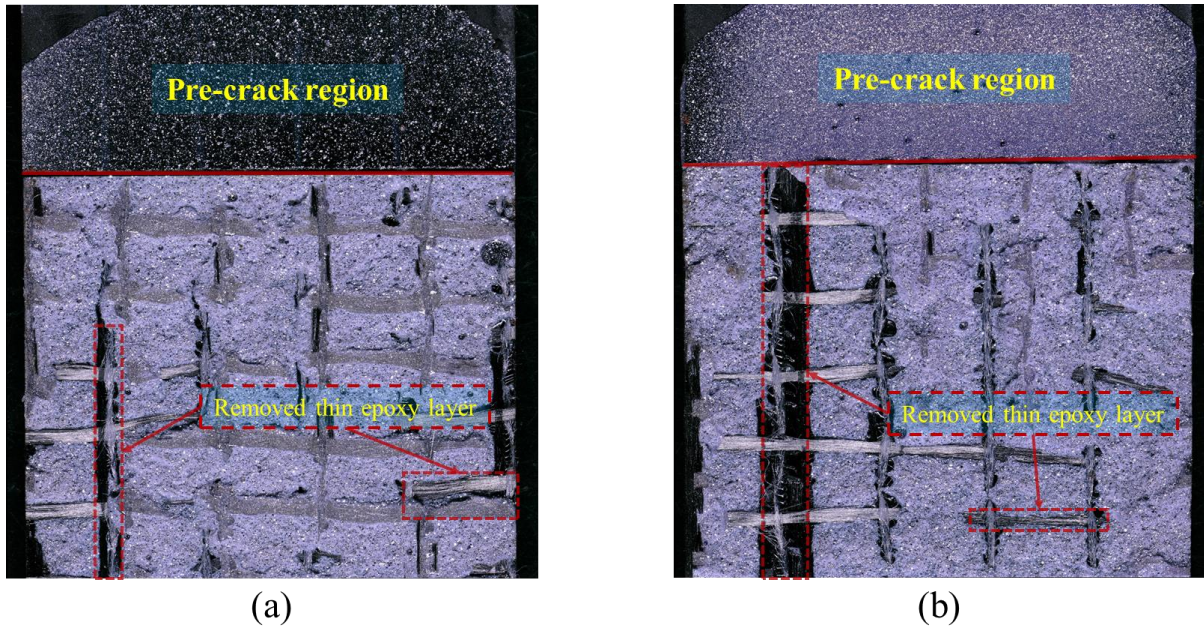 Pre-crack region
Pre-crack region
Removed thin epoxy layer
Removed thin epoxy layer
(a)
(b)